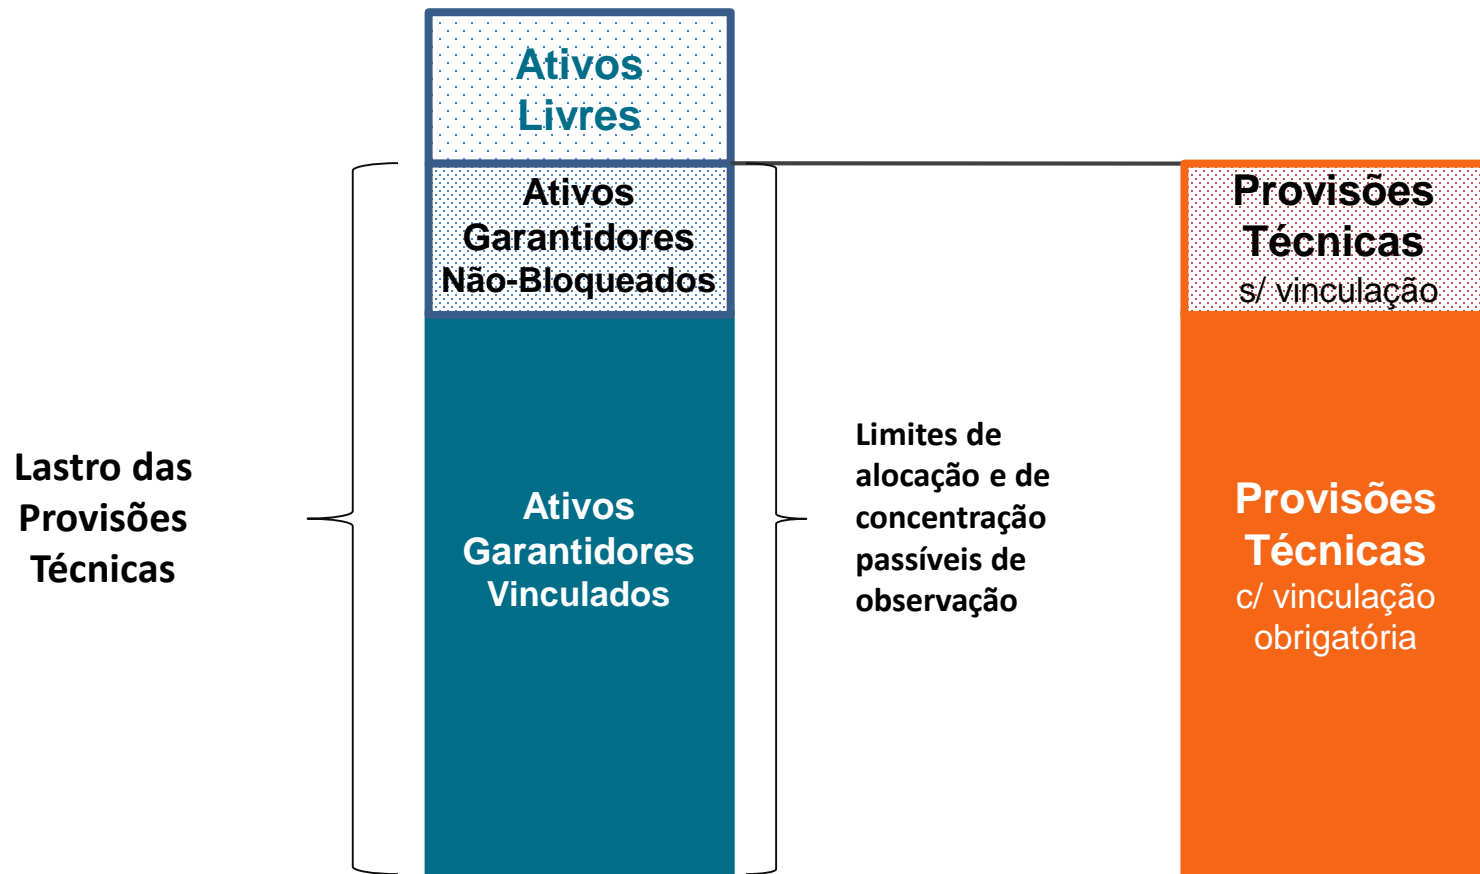 Ativos
Livres
Ativos
Garantidores
Não-Bloqueados
Provisões
Técnicas
s/ vinculação
Lastro das
Provisões
Técnicas
Ativos
Garantidores
Vinculados
Limites de
alocação e de
concentração
passíveis de
observação
Provisões
Técnicas
c/ vinculação
obrigatória